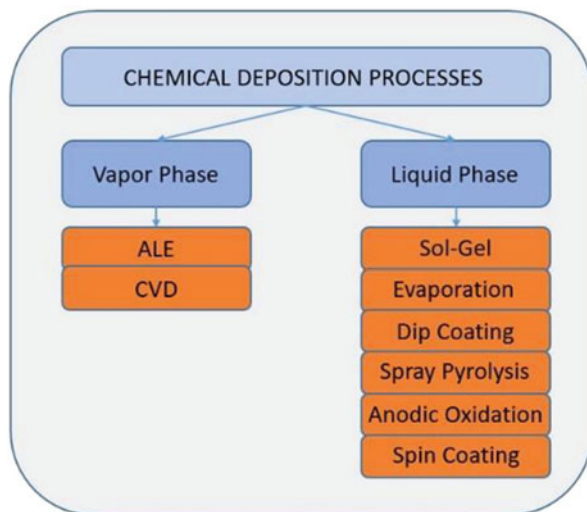 CHEMICAL DEPOSITION PROCESSES
Vapor Phase
ALE
CVD
Liquid Phase
Sol-Gel
Evaporation
Dip Coating
Spray Pyrolysis
Anodic Oxidation
Spin Coating